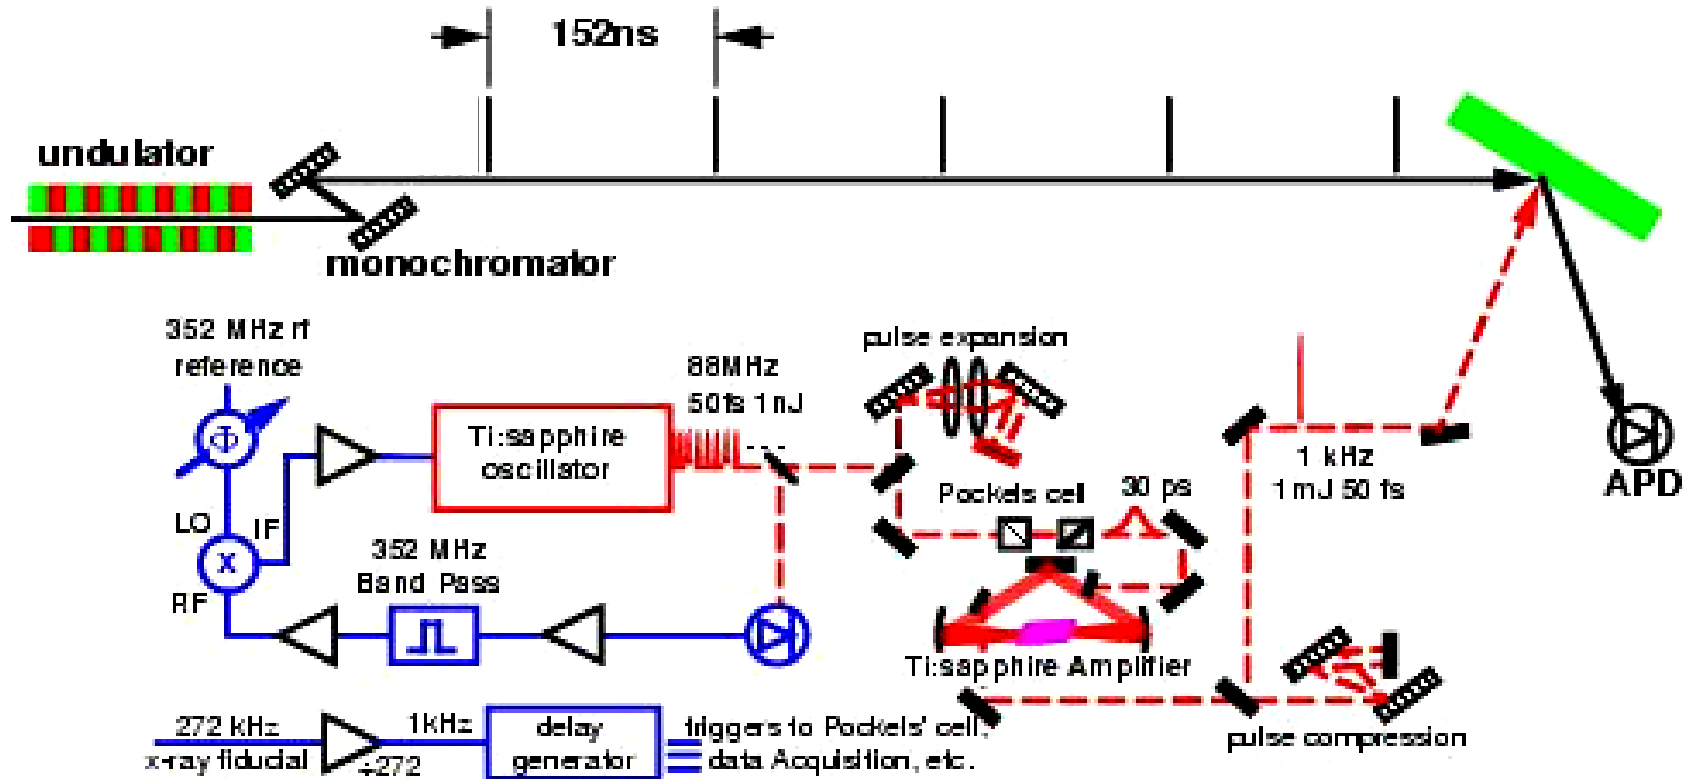 152ns
undulator
monochromator
352 MHz rf
reference
Φ
LO
IF
X
RF
Ti:sapphire
oscillator
88MHz
50fs 1nJ
352 MHz
Band Pass
pulse expansion
Pockels cell
30 ps
Ti:sapphire Amplifier
1 kHz
1mJ 50 fs
APD
pulse compression
272 kHz
x-ray fiducial
1kHz
÷272
delay
generator
triggers to Pockels' cell,
data Acquisition, etc.